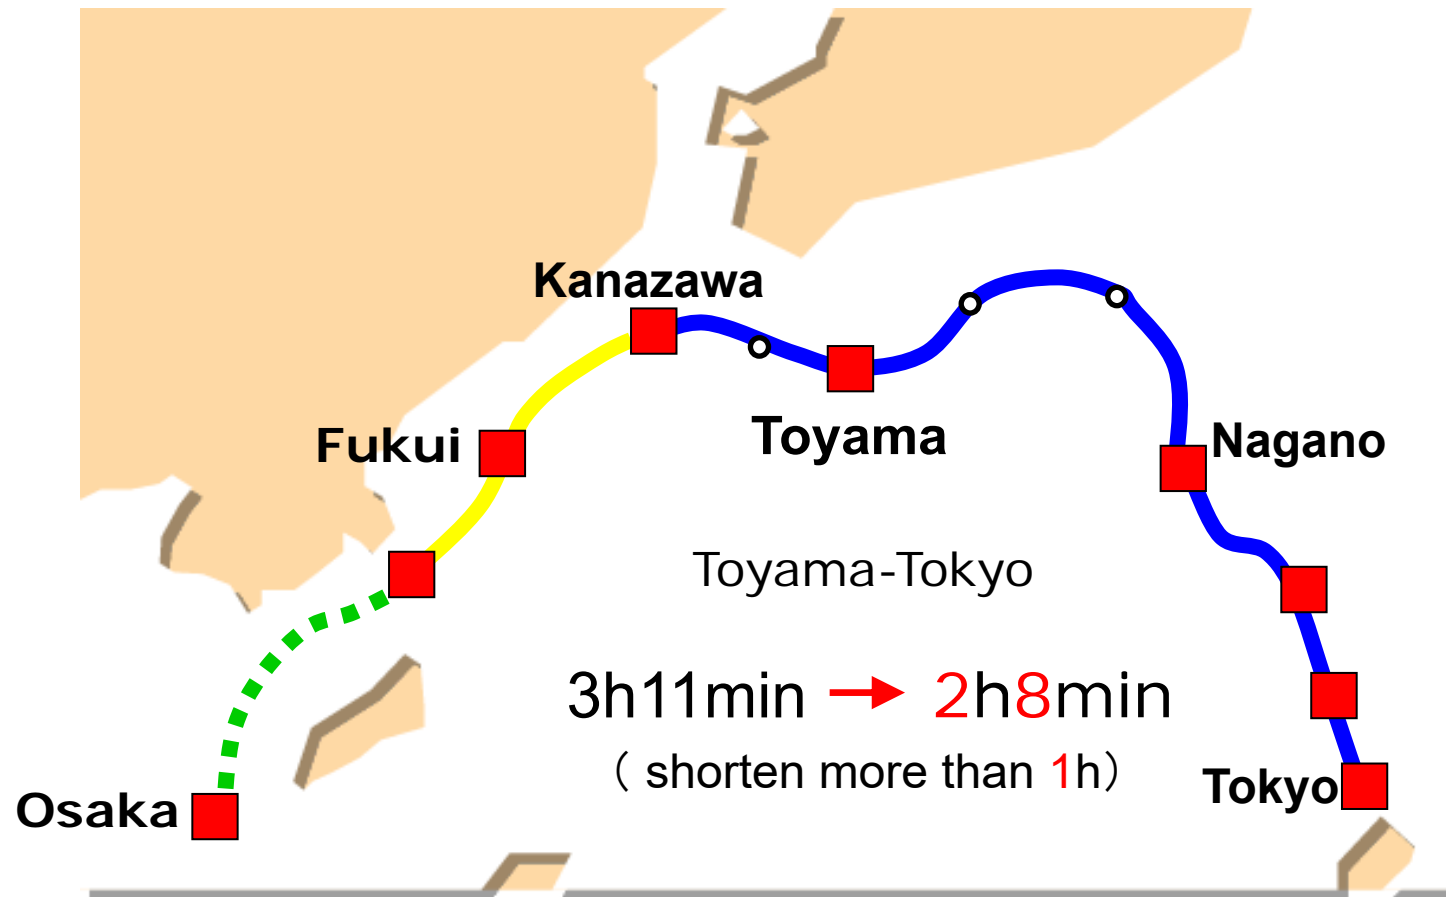 Kanazawa
Fukui
Toyama
Nagano
Toyama-Tokyo
3h11min → 2h8min
（ shorten more than 1h）
Tokyo
Osaka